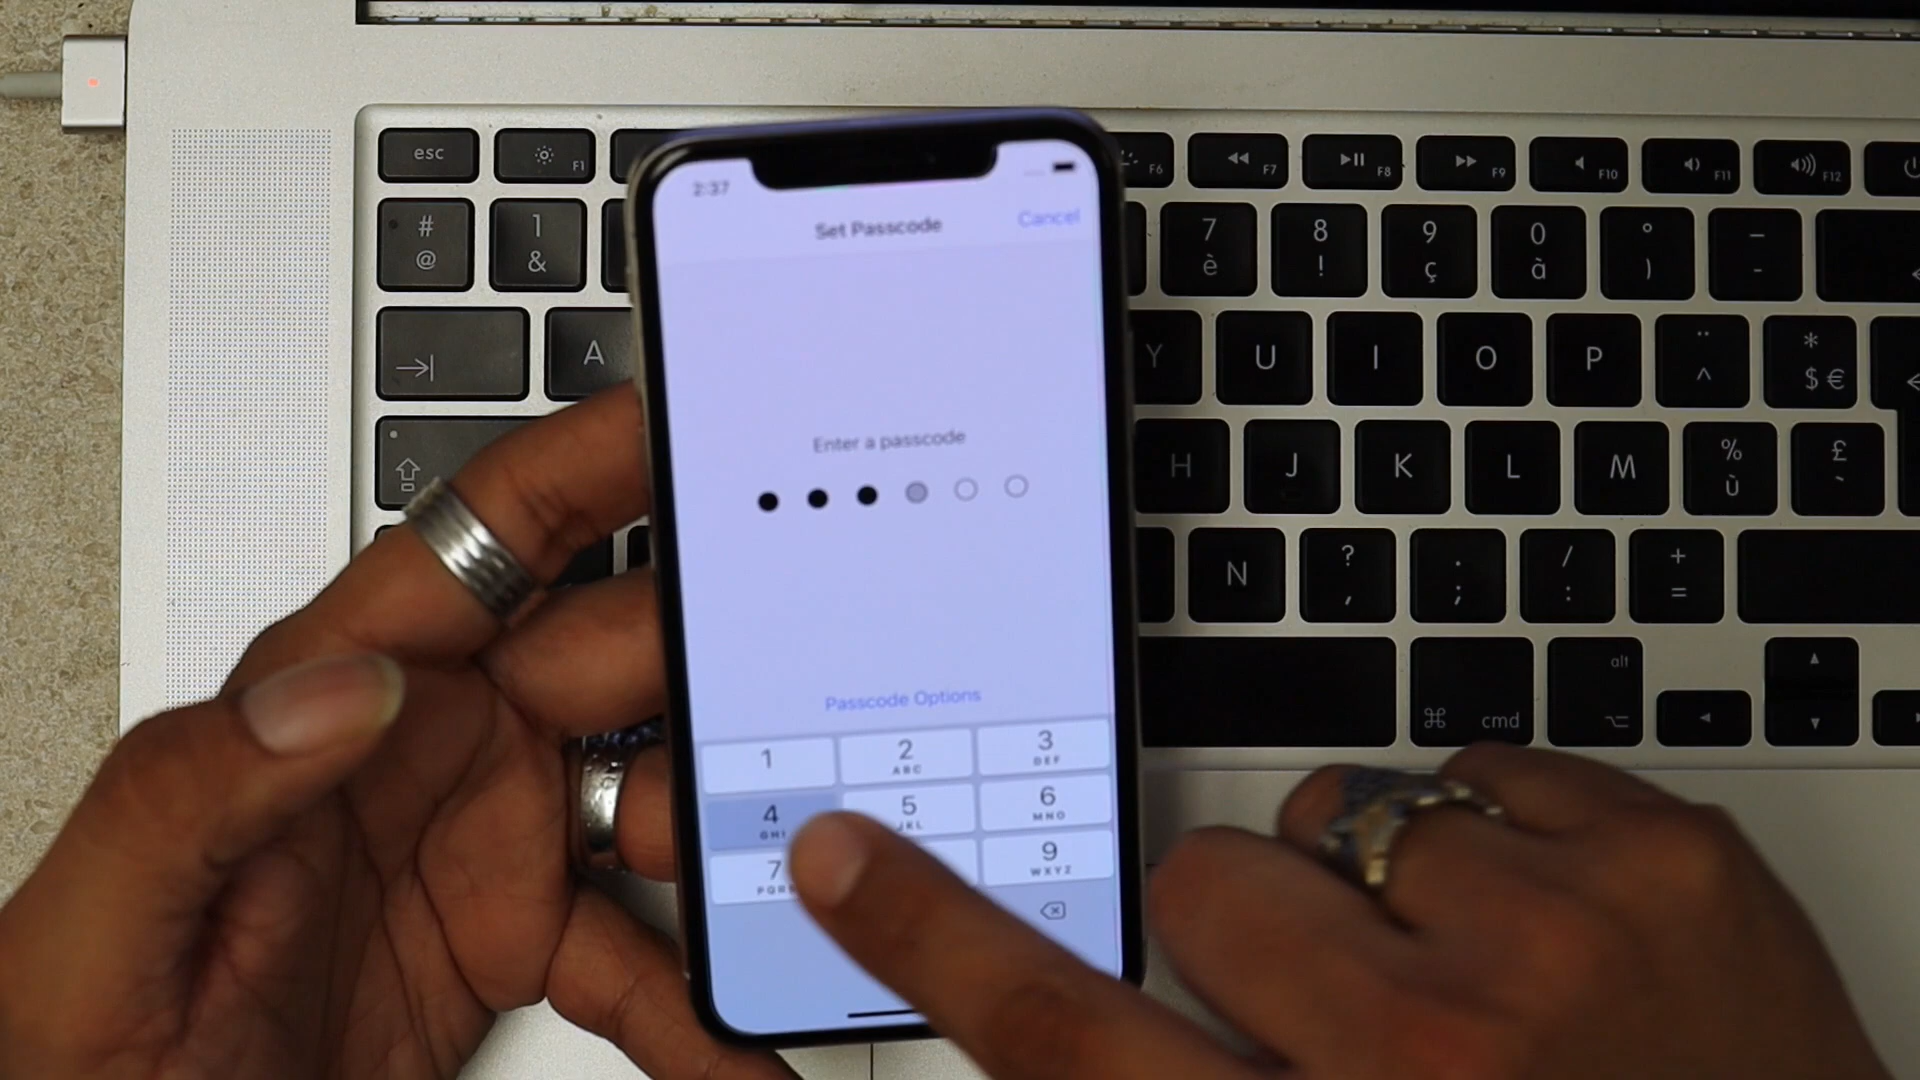 esc
F1
F6
F7
F8
F9
F10
F11
F12
#
@
1
&
7
è
8
!
9
ç
0
à
°
)
_
-
A
Y
U
I
O
P
¨
^
*
$ €
H
J
K
L
M
%
ù
£
`
N
?
,
.
;
/
:
+
=
alt
cmd
2:37
Set Passcode
Cancel
Enter a passcode
Passcode Options
1
2
ABC
3
DEF
4
GHI
5
JKL
6
MNO
7
PQRS
9
WXYZ